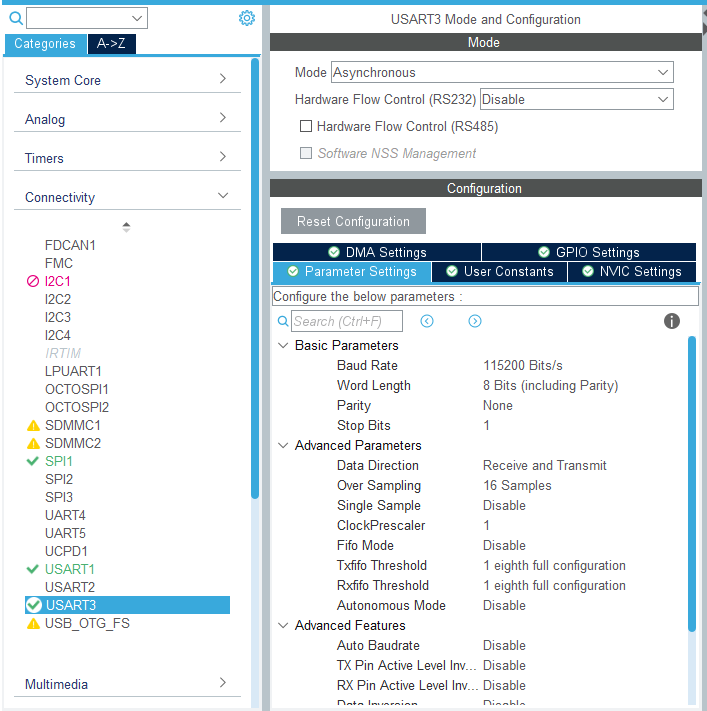 Categories A->Z
System Core
Analog
Timers
Connectivity
FDCAN1
FMC
I2C1
I2C2
I2C3
I2C4
IRTIM
LPUART1
OCTOSPI1
OCTOSPI2
SDMMC1
SDMMC2
SPI1
SPI2
SPI3
UART4
UART5
UCPD1
USART1
USART2
USART3
USB_OTG_FS
Multimedia
USART3 Mode and Configuration
Mode
Mode Asynchronous
Hardware Flow Control (RS232) Disable
Hardware Flow Control (RS485)
Software NSS Management
Configuration
Reset Configuration
DMA Settings GPIO Settings
Parameter Settings User Constants NVIC Settings
Configure the below parameters :
Search (Ctrl+F)
Basic Parameters
Baud Rate 115200 Bits/s
Word Length 8 Bits (including Parity)
Parity None
Stop Bits 1
Advanced Parameters
Data Direction Receive and Transmit
Over Sampling 16 Samples
Single Sample Disable
ClockPrescaler 1
Fifo Mode Disable
Txfifo Threshold 1 eighth full configuration
Rxfifo Threshold 1 eighth full configuration
Autonomous Mode Disable
Advanced Features
Auto Baudrate Disable
TX Pin Active Level Inv... Disable
RX Pin Active Level Inv... Disable
Data Inversion Disable